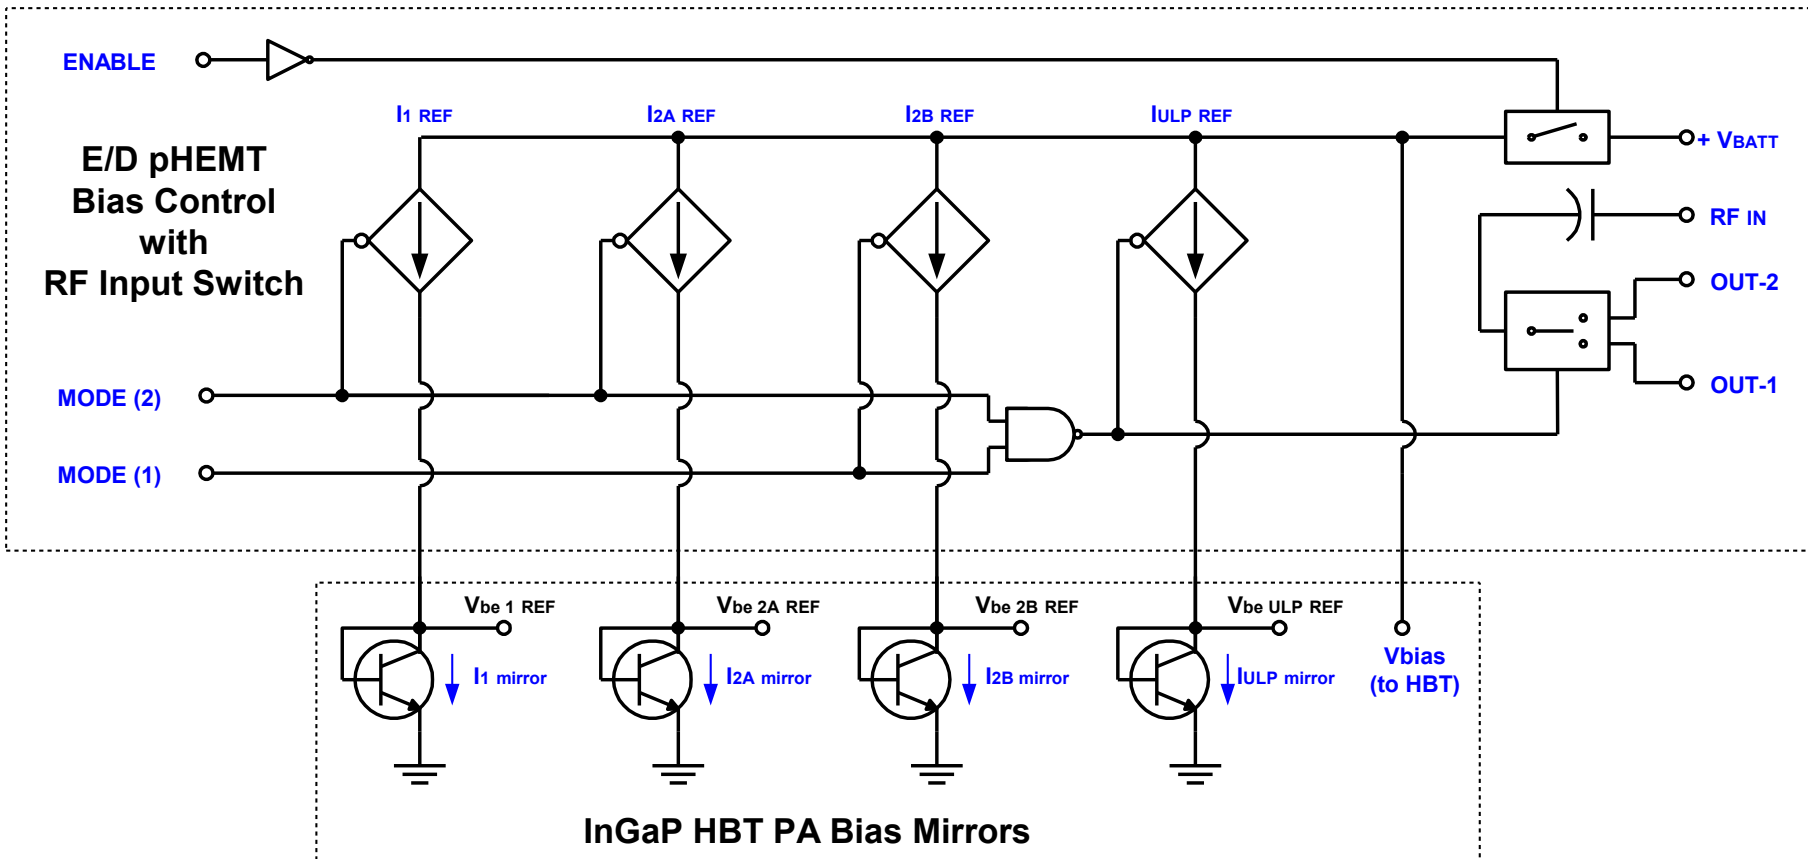 ENABLE
I1 REF
I2A REF
I2B REF
IULP REF
+ VBATT
E/D pHEMT
Bias Control
with
RF Input Switch
RF IN
OUT-2
OUT-1
MODE (2)
MODE (1)
Vbe 1 REF
Vbe 2A REF
Vbe 2B REF
Vbe ULP REF
I1 mirror
I2A mirror
I2B mirror
IULP mirror
Vbias
(to HBT)
InGaP HBT PA Bias Mirrors